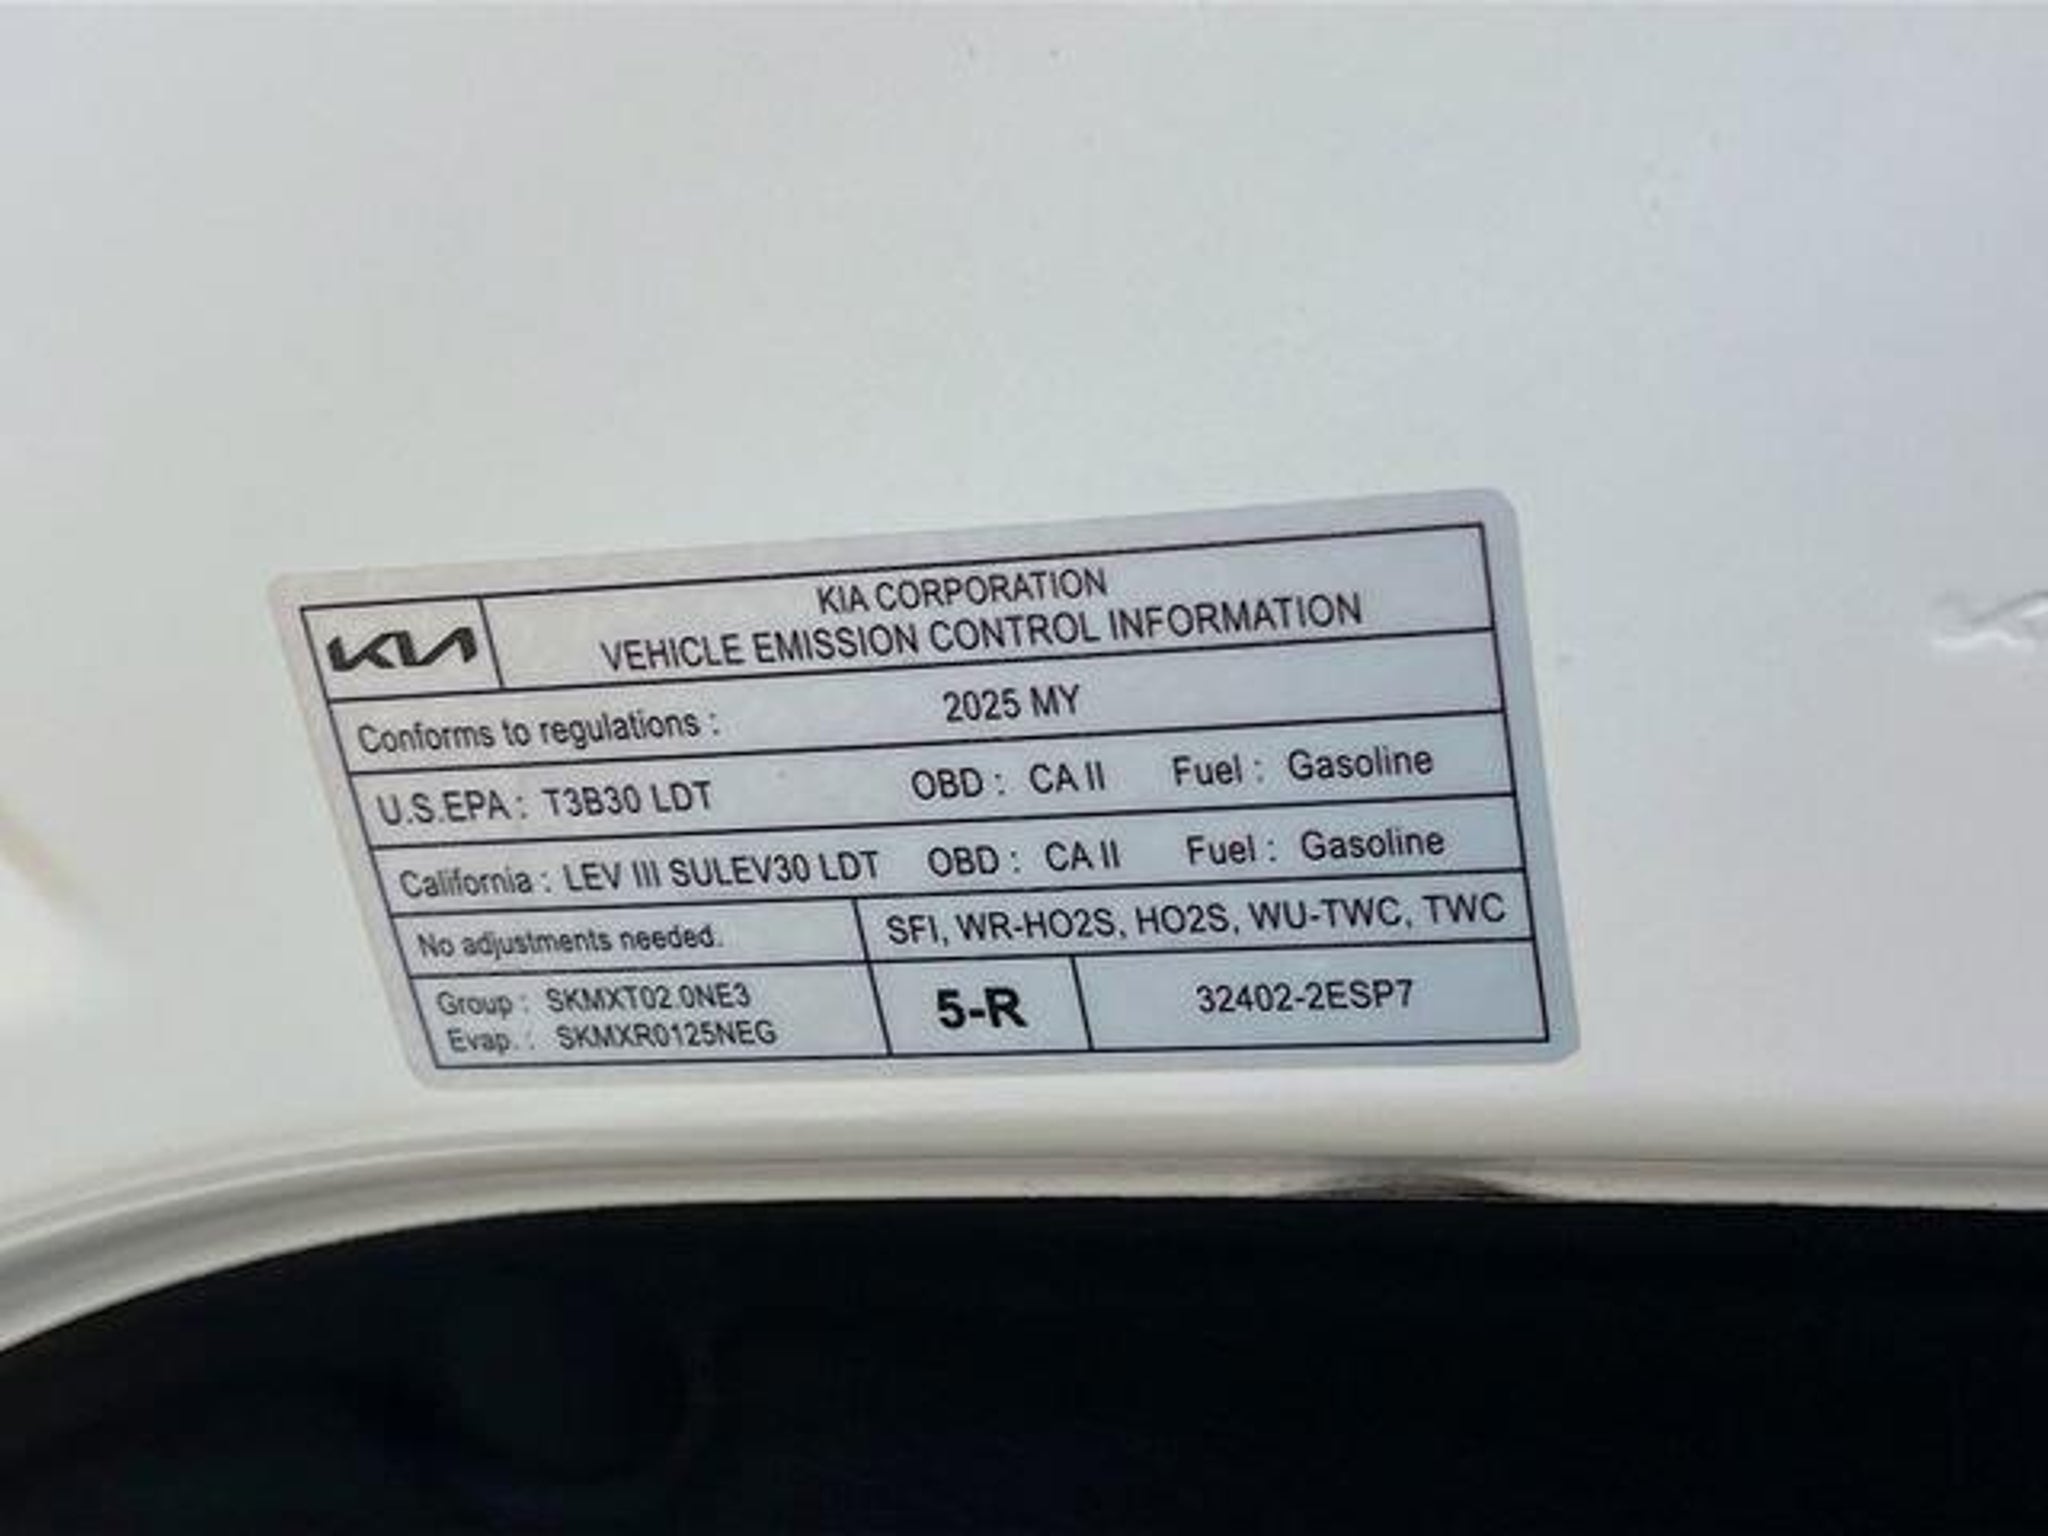 KIA
KIA CORPORATION
VEHICLE EMISSION CONTROL INFORMATION
Conforms to regulations : 2025 MY
U.S.EPA : T3B30 LDT OBD : CA II Fuel : Gasoline
California : LEV III SULEV30 LDT OBD : CA II Fuel : Gasoline
No adjustments needed. SFI, WR-HO2S, HO2S, WU-TWC, TWC
Group : SKMXT02.0NE3
Evap. : SKMXR0125NEG
5-R
32402-2ESP7